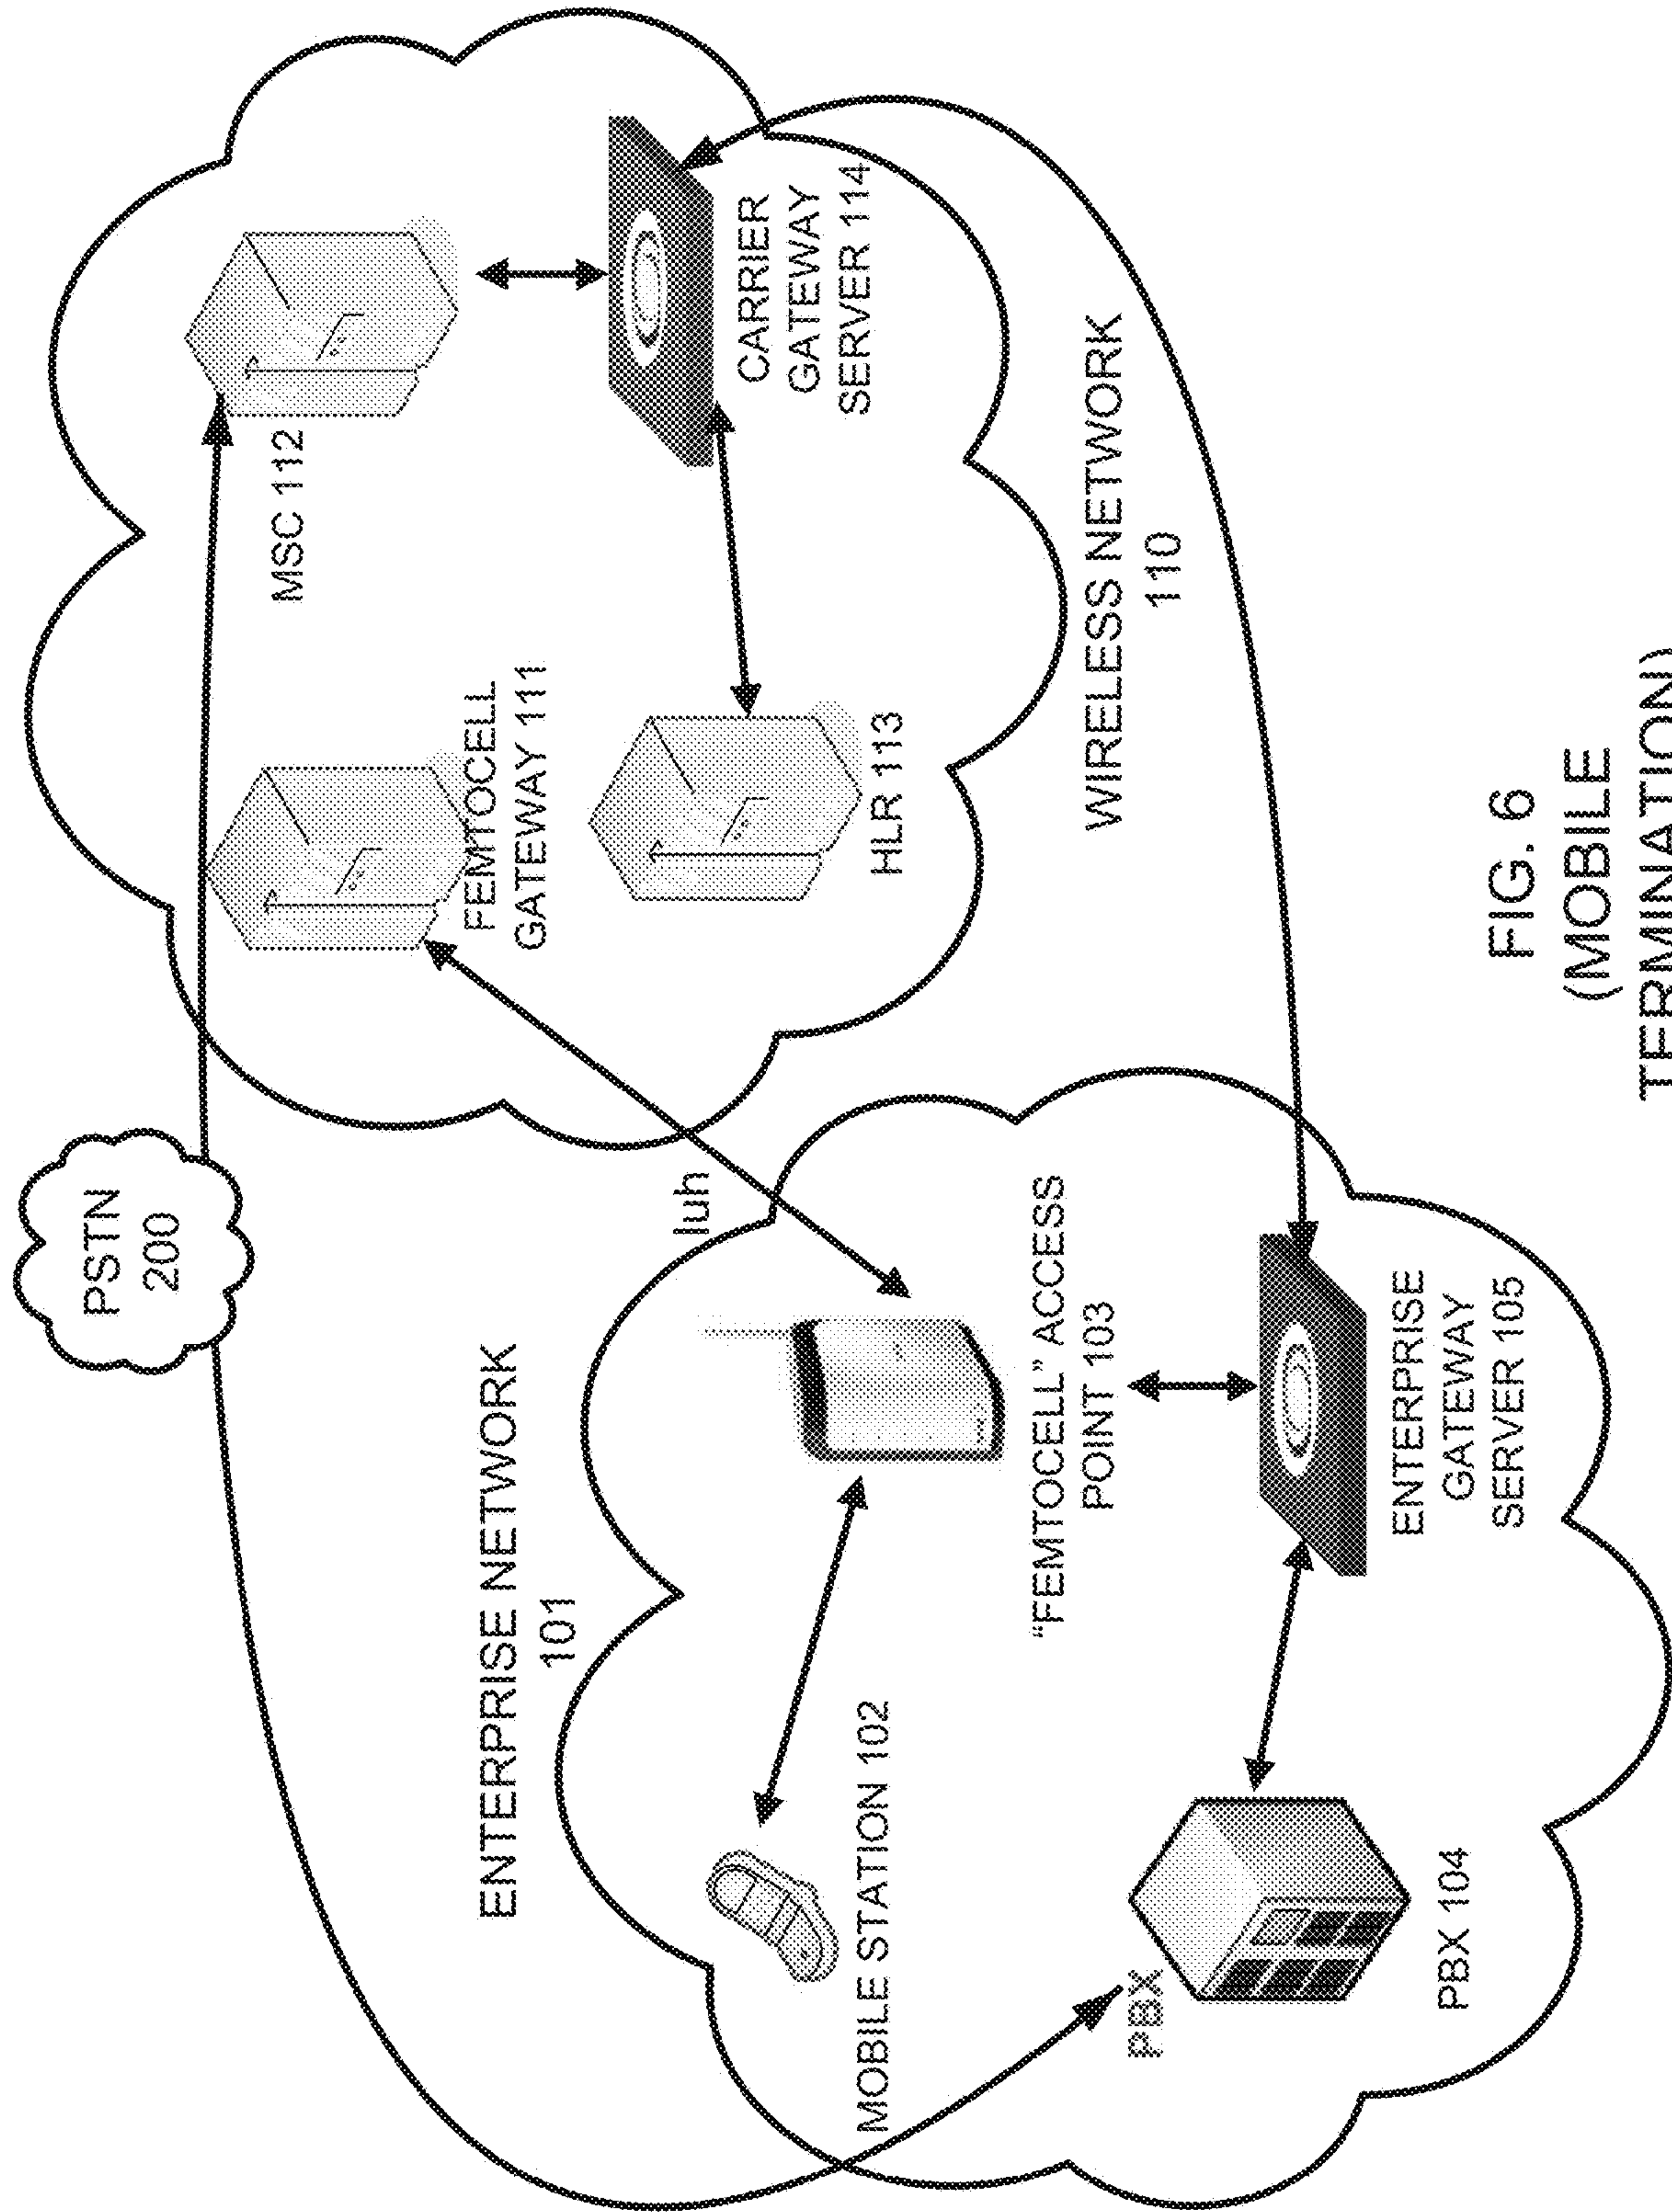 PSTN
200
ENTERPRISE NETWORK
101
MOBILE STATION 102
"FEMTOCELL" ACCESS
POINT 103
PBX
PBX 104
ENTERPRISE
GATEWAY
SERVER 105
Iuh
FEMTOCELL
GATEWAY 111
MSC 112
HLR 113
CARRIER
GATEWAY
SERVER 114
WIRELESS NETWORK
110
FIG. 6
(MOBILE
TERMINATION)